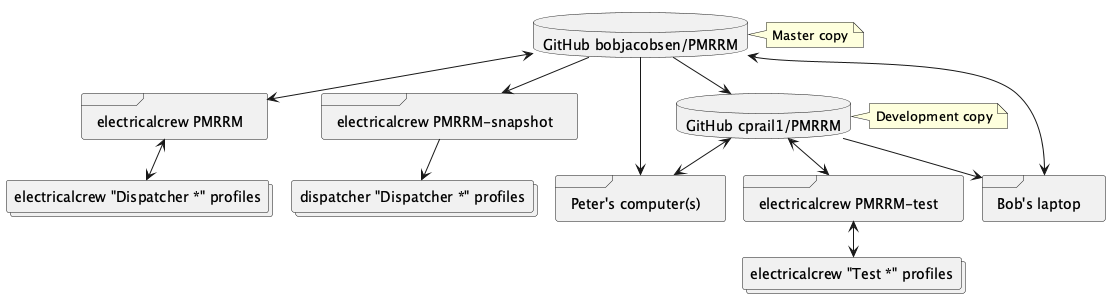 GitHub bobjacobsen/PMRRM
Master copy
electricalcrew PMRRM
electricalcrew PMRRM-snapshot
GitHub cprail1/PMRRM
Development copy
electricalcrew "Dispatcher *" profiles
dispatcher "Dispatcher *" profiles
Peter's computer(s)
electricalcrew PMRRM-test
Bob's laptop
electricalcrew "Test *" profiles